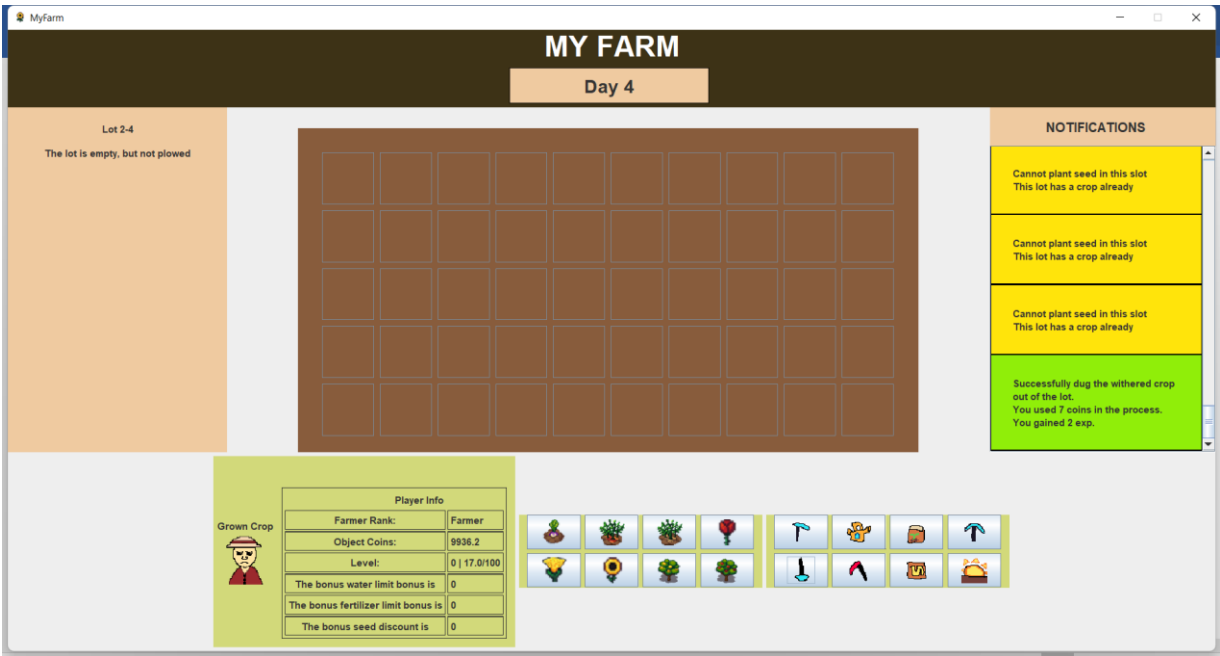 MyFarm
MY FARM
Day 4
Lot 2-4
The lot is empty, but not plowed
NOTIFICATIONS
Cannot plant seed in this slot
This lot has a crop already
Cannot plant seed in this slot
This lot has a crop already
Cannot plant seed in this slot
This lot has a crop already
Successfully dug the withered crop
out of the lot.
You used 7 coins in the process.
You gained 2 exp.
Grown Crop
Player Info
Farmer Rank: Farmer
Object Coins: 9936.2
Level: 0 | 17.0/100
The bonus water limit bonus is 0
The bonus fertilizer limit bonus is 0
The bonus seed discount is 0